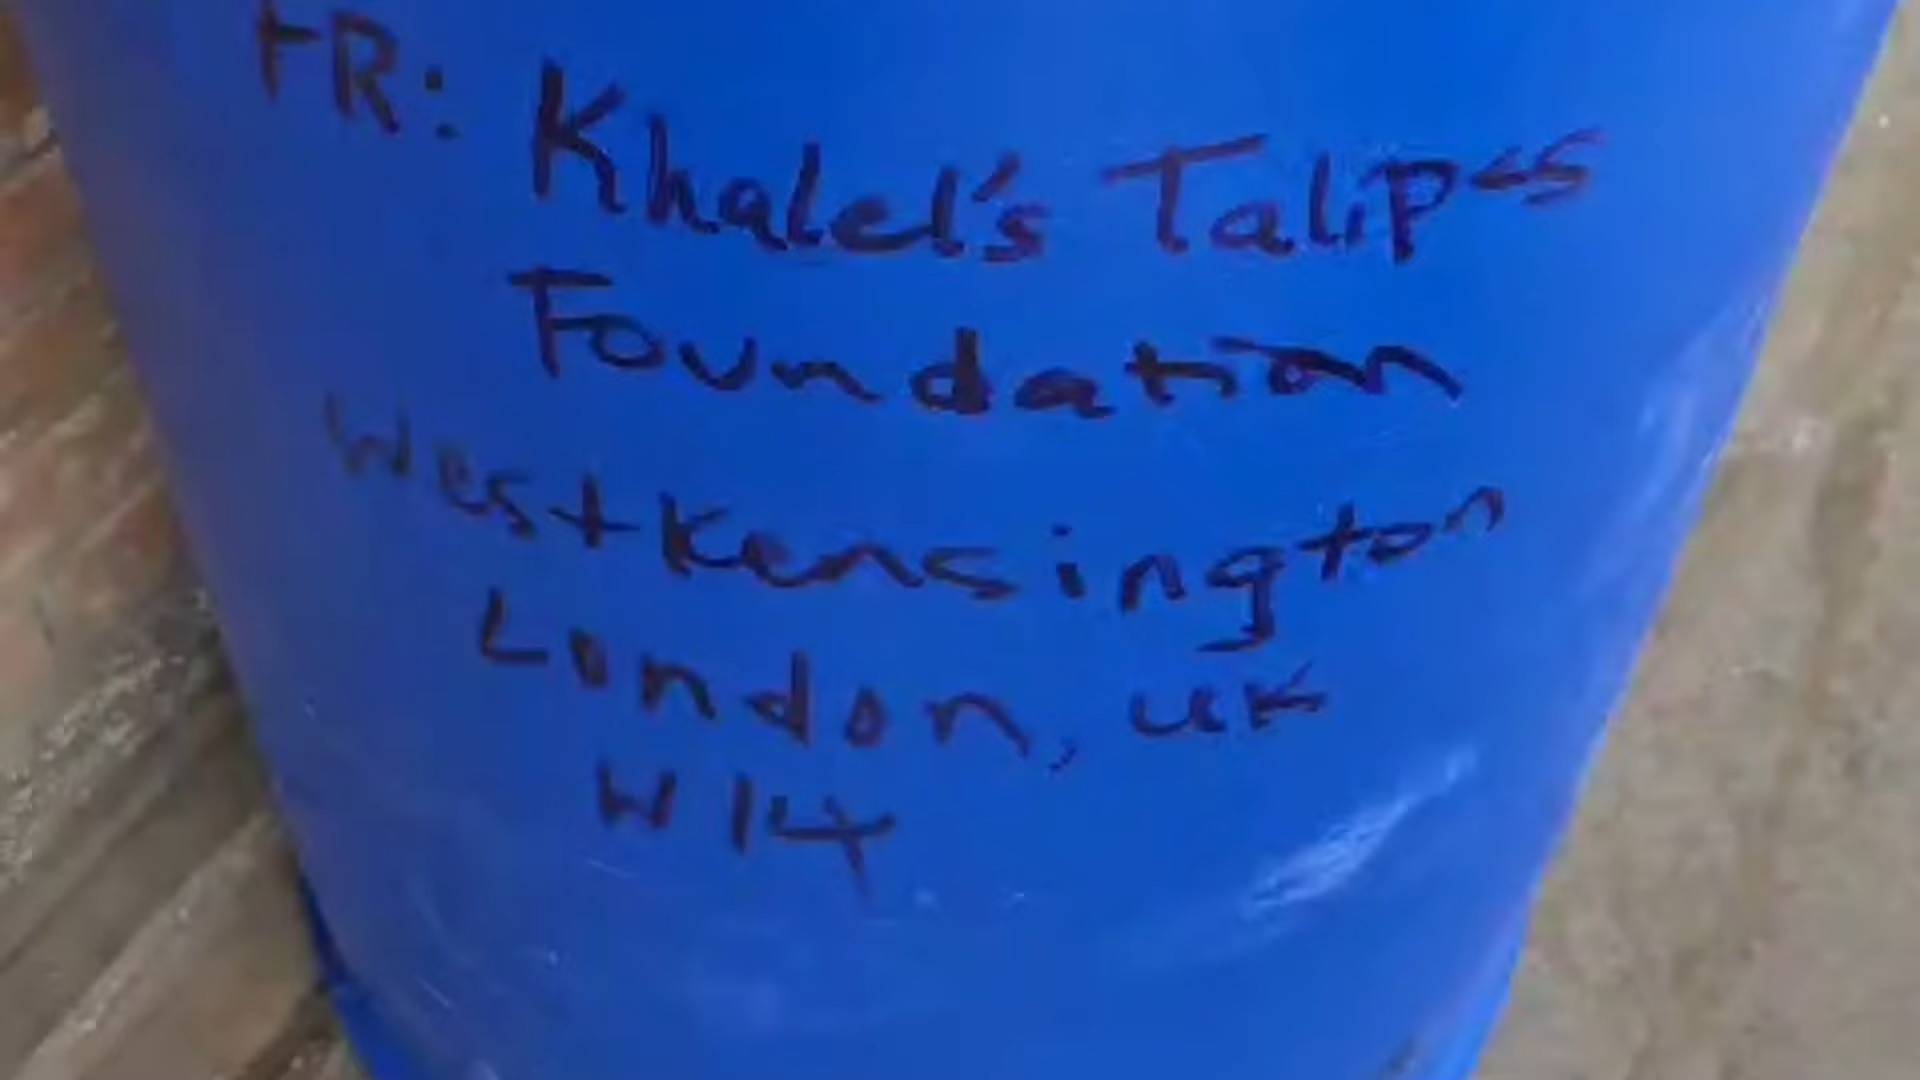 FR: Khalel's Talipes
Foundation
West Kensington
London, UK
W14